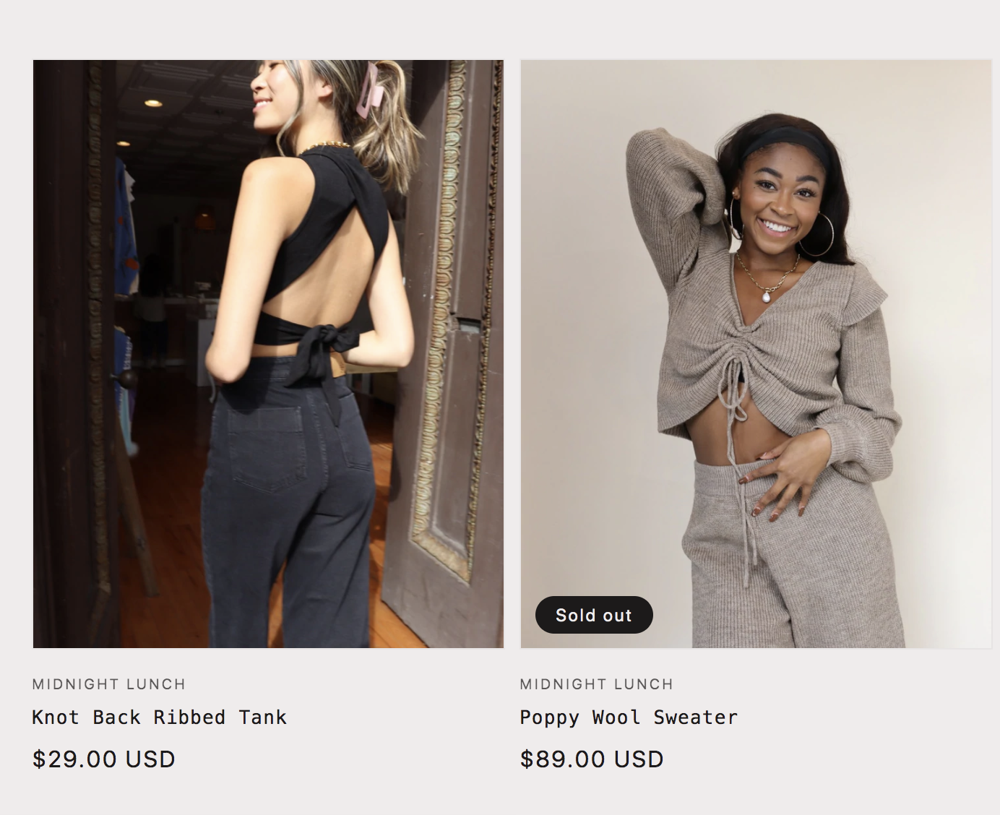 Sold out
MIDNIGHT LUNCH
Knot Back Ribbed Tank
$29.00 USD
MIDNIGHT LUNCH
Poppy Wool Sweater
$89.00 USD